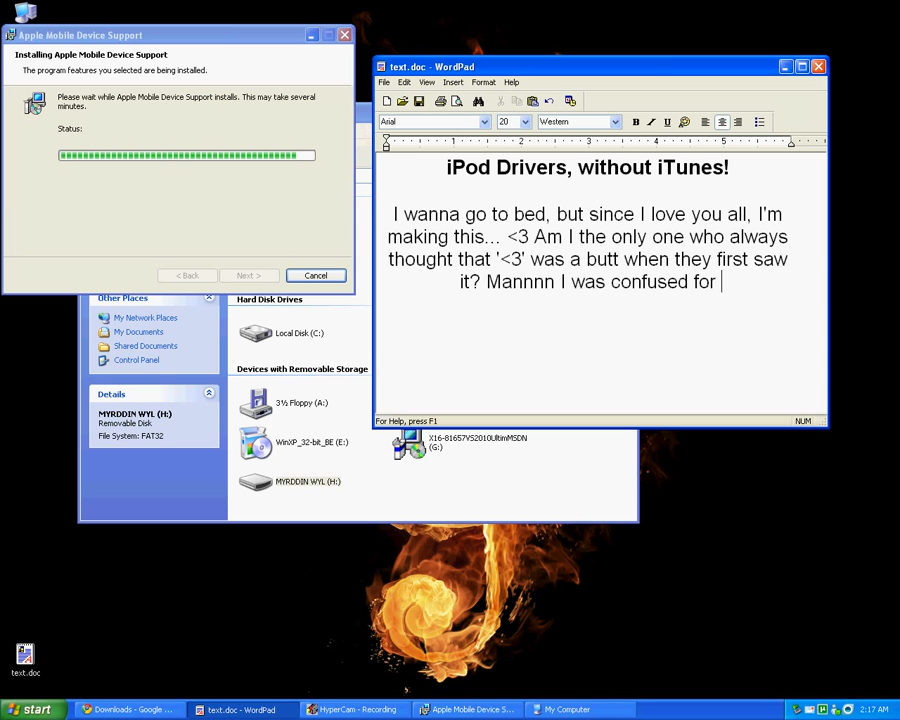 Apple Mobile Device Support
Installing Apple Mobile Device Support
The program features you selected are being installed.
Please wait while Apple Mobile Device Support installs. This may take several
minutes.
Status:
< Back
Next >
Cancel
text.doc - WordPad
File Edit View Insert Format Help
Arial
20
Western
B I U
1 2 3 4 5
iPod Drivers, without iTunes!
I wanna go to bed, but since I love you all, I'm
making this... <3 Am I the only one who always
thought that '<3' was a butt when they first saw
it? Mannnn I was confused for
For Help, press F1
NUM
Other Places
My Network Places
My Documents
Shared Documents
Control Panel
Details
MYRDDIN WYL (H:)
Removable Disk
File System: FAT32
Hard Disk Drives
Local Disk (C:)
Devices with Removable Storage
3½ Floppy (A:)
WinXP_32-bit_BE (E:)
X16-81657VS2010UltimMSDN
(G:)
MYRDDIN WYL (H:)
text.doc
start
Downloads - Google ...
text.doc - WordPad
HyperCam - Recording
Apple Mobile Device S...
My Computer
2:17 AM